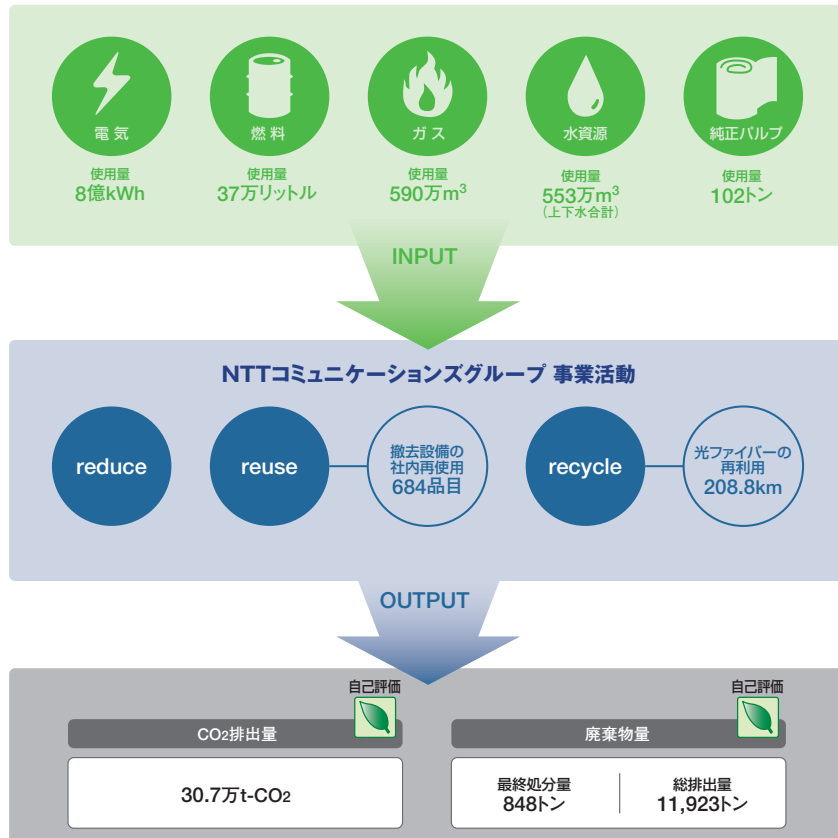 電気
燃料
ガス
水資源
純正パルプ
使用量
8億kWh
使用量
37万リットル
使用量
590万m³
使用量
553万m³
(上下水合計)
使用量
102トン
INPUT
NTTコミュニケーションズグループ 事業活動
reduce
reuse
撤去設備の
社内再使用
684品目
recycle
光ファイバーの
再利用
208.8km
OUTPUT
自己評価
CO₂排出量
30.7万t-CO₂
自己評価
廃棄物量
最終処分量
848トン
総排出量
11,923トン